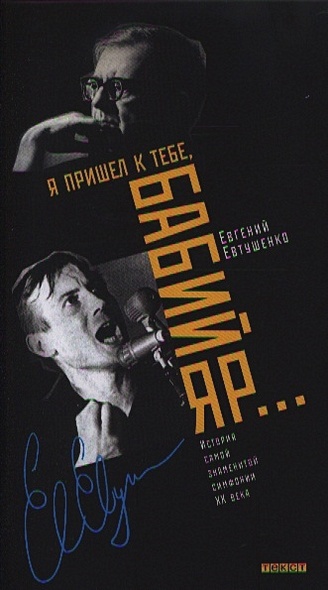 Я ПРИШЕЛ К ТЕБЕ,
БАБИЙ
ЯР...
ЕВГЕНИЙ
ЕВТУШЕНКО
ИСТОРИЯ
САМОЙ
ЗНАМЕНИТОЙ
СИМФОНИИ
XX ВЕКА
ТЕКСТ